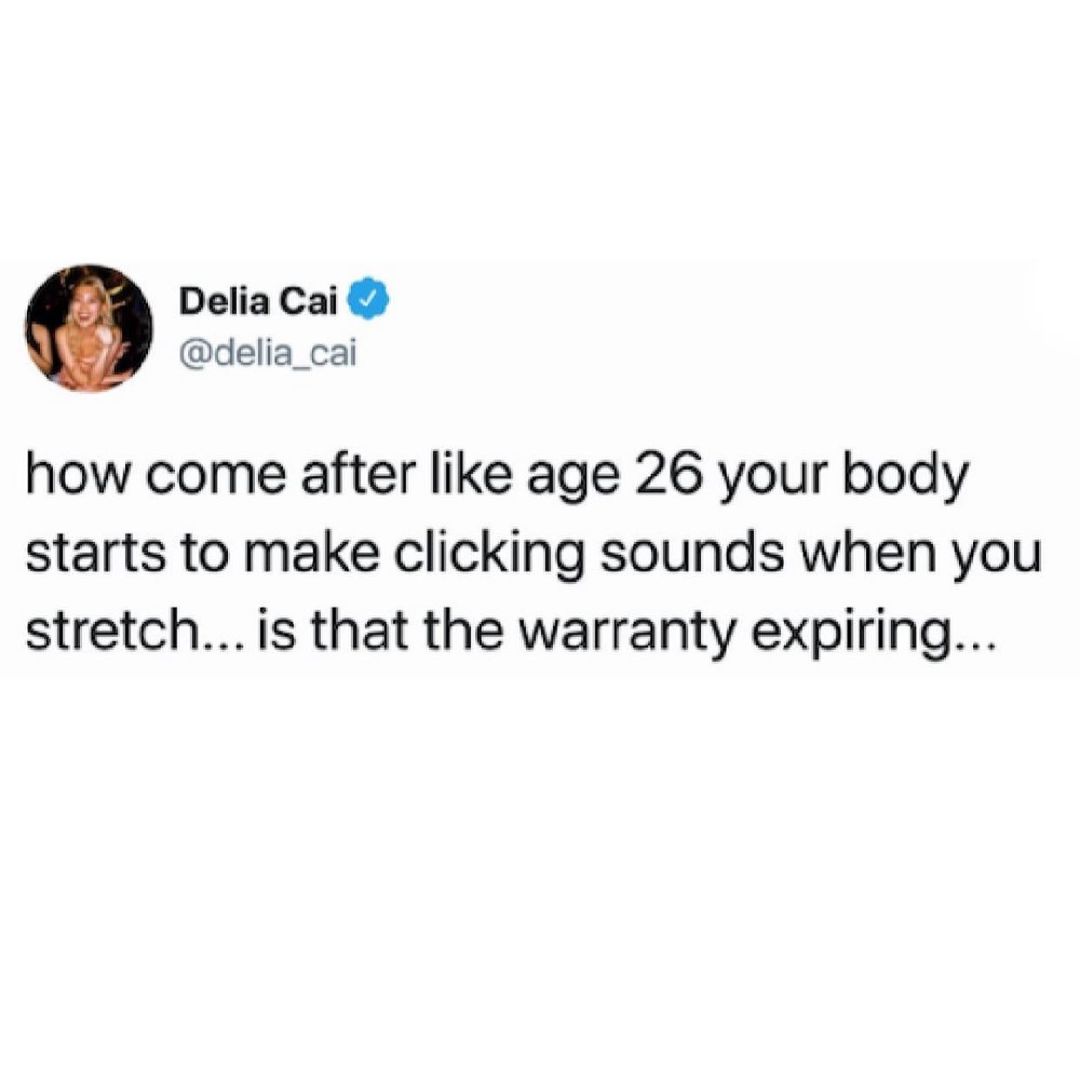 Delia Cai
@delia_cai
how come after like age 26 your body
starts to make clicking sounds when you
stretch... is that the warranty expiring...